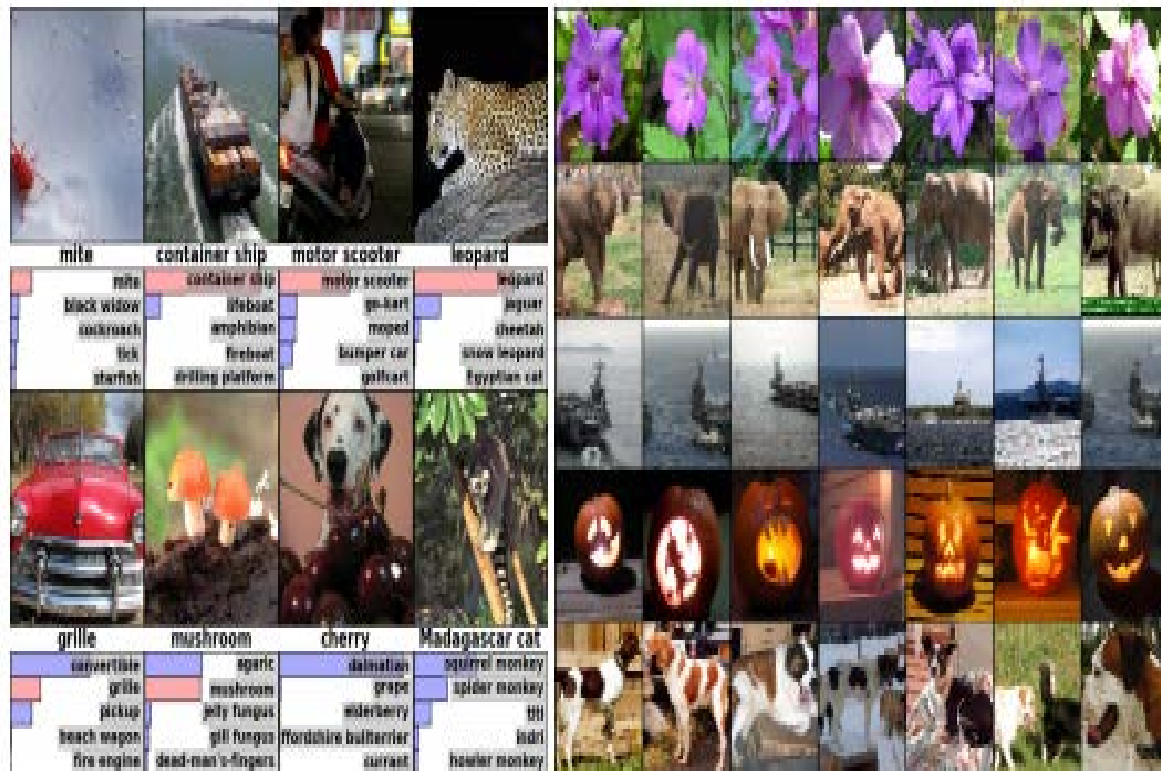 mite container ship motor scooter leopard
mite container ship motor scooter leopard
black widow lifeboat go-kart jaguar
cockroach amphibian moped cheetah
tick fireboat bumper car snow leopard
starfish drilling platform golfcart Egyptian cat
grille mushroom cherry Madagascar cat
convertible agaric dalmatian squirrel monkey
grille mushroom grape spider monkey
pickup jelly fungus elderberry titi
beach wagon gill fungus ffordshire bullterrier indri
fire engine dead-man's-fingers currant howler monkey